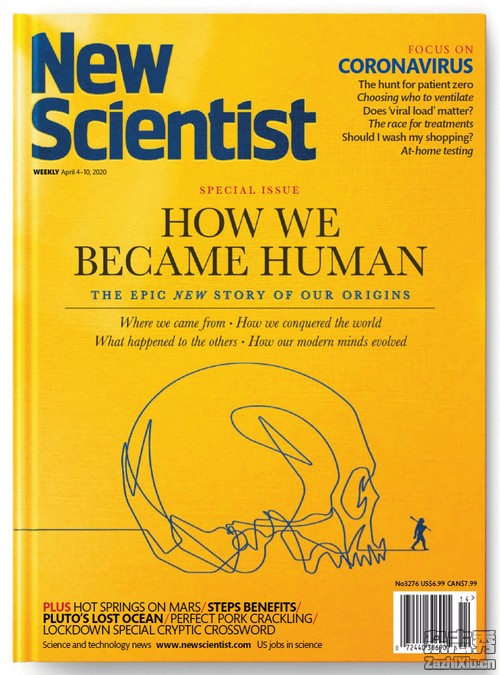 New
Scientist
WEEKLY April 4–10, 2020
FOCUS ON
CORONAVIRUS
The hunt for patient zero
Choosing who to ventilate
Does ‘viral load’ matter?
The race for treatments
Should I wash my shopping?
At-home testing
SPECIAL ISSUE
HOW WE
BECAME HUMAN
THE EPIC NEW STORY OF OUR ORIGINS
Where we came from • How we conquered the world
What happened to the others • How our modern minds evolved
No3276 US$6.99 CAN$7.99
PLUS HOT SPRINGS ON MARS/STEPS BENEFITS/
PLUTO’S LOST OCEAN/PERFECT PORK CRACKLING/
LOCKDOWN SPECIAL CRYPTIC CROSSWORD
Science and technology news www.newscientist.com US jobs in science
14>
ZaZhiXiu.cn